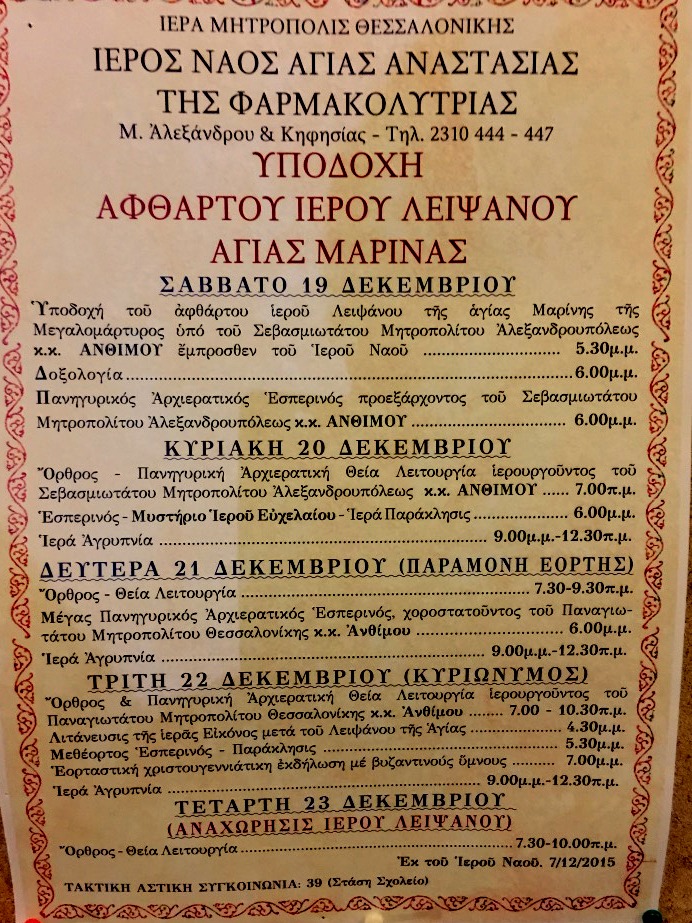 ΙΕΡΑ ΜΗΤΡΟΠΟΛΙΣ ΘΕΣΣΑΛΟΝΙΚΗΣ
ΙΕΡΟΣ ΝΑΟΣ ΑΓΙΑΣ ΑΝΑΣΤΑΣΙΑΣ
ΤΗΣ ΦΑΡΜΑΚΟΛΥΤΡΙΑΣ
Μ. Ἀλεξάνδρου & Κηφησίας - Τηλ. 2310 444 - 447
ΥΠΟΔΟΧΗ
ΑΦΘΑΡΤΟΥ ΙΕΡΟΥ ΛΕΙΨΑΝΟΥ
ΑΓΙΑΣ ΜΑΡΙΝΑΣ
ΣΑΒΒΑΤΟ 19 ΔΕΚΕΜΒΡΙΟΥ
Ὑποδοχή τοῦ ἀφθάρτου ἱεροῦ Λειψάνου τῆς ἁγίας Μαρίνης τῆς
Μεγαλομάρτυρος ὑπό τοῦ Σεβασμιωτάτου Μητροπολίτου Ἀλεξανδρουπόλεως
κ.κ. ΑΝΘΙΜΟΥ ἔμπροσθεν τοῦ Ἱεροῦ Ναοῦ ............................... 5.30μ.μ.
Δοξολογία............................................................................................6.00μ.μ.
Πανηγυρικός Ἀρχιερατικός Ἑσπερινός προεξάρχοντος τοῦ Σεβασμιωτάτου
Μητροπολίτου Ἀλεξανδρουπόλεως κ.κ. ΑΝΘΙΜΟΥ .................................. 6.00μ.μ.
ΚΥΡΙΑΚΗ 20 ΔΕΚΕΜΒΡΙΟΥ
Ὄρθρος - Πανηγυρική Ἀρχιερατική Θεία Λειτουργία ἱερουργοῦντος τοῦ
Σεβασμιωτάτου Μητροπολίτου Ἀλεξανδρουπόλεως κ.κ. ΑΝΘΙΜΟΥ ...... 7.00π.μ.
Ἑσπερινός - Μυστήριο Ἱεροῦ Εὐχελαίου - Ἱερά Παράκλησις ..................... 6.00μ.μ.
Ἱερά Ἀγρυπνία ........................................................................ 9.00μ.μ.-12.30π.μ.
ΔΕΥΤΕΡΑ 21 ΔΕΚΕΜΒΡΙΟΥ (ΠΑΡΑΜΟΝΗ ΕΟΡΤΗΣ)
Ὄρθρος - Θεία Λειτουργία ............................................................... 7.30-9.30π.μ.
Μέγας Πανηγυρικός Ἀρχιερατικός Ἑσπερινός, χοροστατοῦντος τοῦ Παναγιω-
τάτου Μητροπολίτου Θεσσαλονίκης κ.κ. Ἀνθίμου ................................. 6.00μ.μ.
Ἱερά Ἀγρυπνία ........................................................................ 9.00μ.μ.-12.30π.μ.
ΤΡΙΤΗ 22 ΔΕΚΕΜΒΡΙΟΥ (ΚΥΡΙΩΝΥΜΟΣ)
Ὄρθρος & Πανηγυρική Ἀρχιερατική Θεία Λειτουργία ἱερουργοῦντος τοῦ
Παναγιωτάτου Μητροπολίτου Θεσσαλονίκης κ.κ. Ἀνθίμου ........ 7.00 - 10.30π.μ.
Λιτάνευσις τῆς ἱερᾶς Εἰκόνος μετά τοῦ Λειψάνου τῆς Ἁγίας ...................... 4.30μ.μ.
Μεθέορτος Ἑσπερινός - Παράκλησις ..................................................... 5.30μ.μ.
Ἑορταστική χριστουγεννιάτικη ἐκδήλωση μέ βυζαντινούς ὕμνους .......... 7.00μ.μ.
Ἱερά Ἀγρυπνία ...................................................................... 9.00μ.μ.-12.30π.μ.
ΤΕΤΑΡΤΗ 23 ΔΕΚΕΜΒΡΙΟΥ
(ΑΝΑΧΩΡΗΣΙΣ ΙΕΡΟΥ ΛΕΙΨΑΝΟΥ)
Ὄρθρος - Θεία Λειτουργία ............................................................ 7.30-10.00π.μ.
Ἐκ τοῦ Ἱεροῦ Ναοῦ. 7/12/2015
ΤΑΚΤΙΚΗ ΑΣΤΙΚΗ ΣΥΓΚΟΙΝΩΝΙΑ: 39 (Στάση Σχολείο)